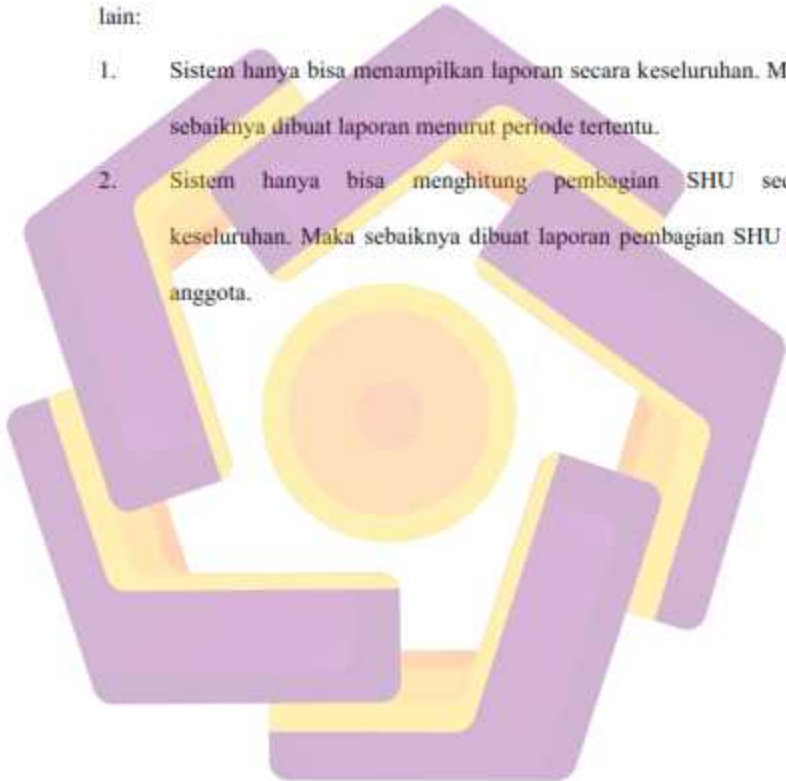 lain:
1. Sistem hanya bisa menampilkan laporan secara keseluruhan. M
sebaiknya dibuat laporan menurut periode tertentu.
2. Sistem hanya bisa menghitung pembagian SHU sec
keseluruhan. Maka sebaiknya dibuat laporan pembagian SHU
anggota.